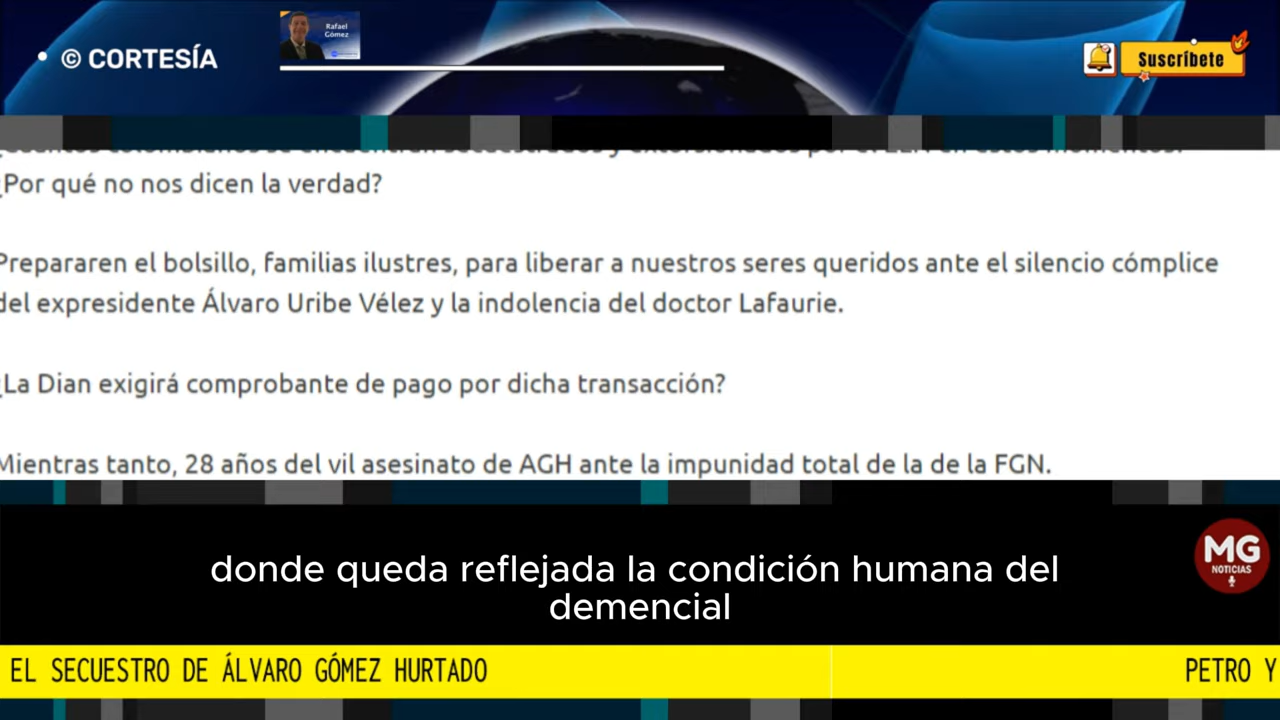 Rafael
Gómez
• © CORTESÍA
Suscríbete
¿Por qué no nos dicen la verdad?
Prepararen el bolsillo, familias ilustres, para liberar a nuestros seres queridos ante el silencio cómplice
del expresidente Álvaro Uribe Vélez y la indolencia del doctor Lafaurie.
¿La Dian exigirá comprobante de pago por dicha transacción?
Mientras tanto, 28 años del vil asesinato de AGH ante la impunidad total de la de la FGN.
donde queda reflejada la condición humana del
demencial
MG
NOTICIAS
EL SECUESTRO DE ÁLVARO GÓMEZ HURTADO
PETRO Y